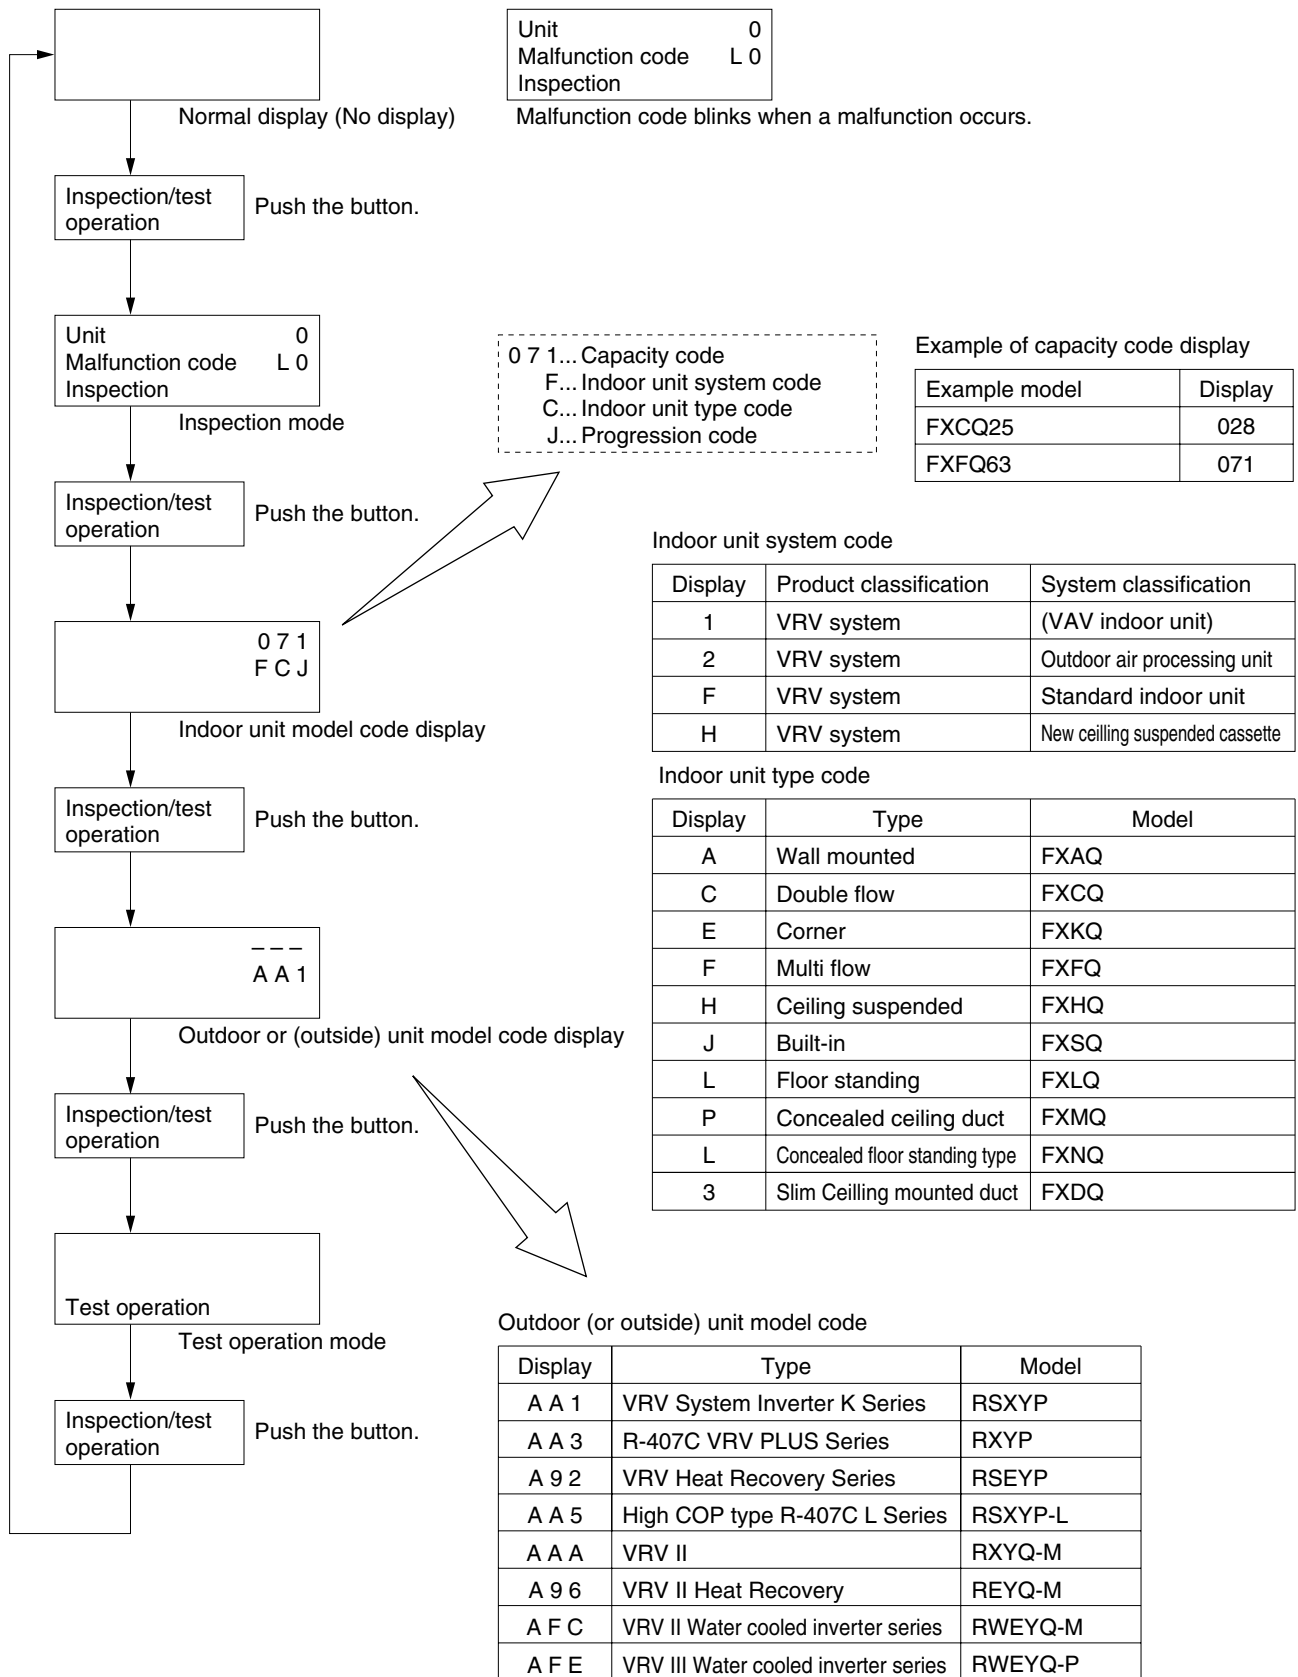 Normal display (No display)
Unit 0
Malfunction code L 0
Inspection
Malfunction code blinks when a malfunction occurs.
Inspection/test
operation
Push the button.
Unit 0
Malfunction code L 0
Inspection
Inspection mode
Inspection/test
operation
Push the button.
0 7 1
F C J
Indoor unit model code display
Inspection/test
operation
Push the button.
– – –
A A 1
Outdoor or (outside) unit model code display
Inspection/test
operation
Push the button.
Test operation
Test operation mode
Inspection/test
operation
Push the button.
0 7 1... Capacity code
F... Indoor unit system code
C... Indoor unit type code
J... Progression code
Example of capacity code display
Example model Display
FXCQ25 028
FXFQ63 071
Indoor unit system code
Display Product classification System classification
1 VRV system (VAV indoor unit)
2 VRV system Outdoor air processing unit
F VRV system Standard indoor unit
H VRV system New ceilling suspended cassette
Indoor unit type code
Display Type Model
A Wall mounted FXAQ
C Double flow FXCQ
E Corner FXKQ
F Multi flow FXFQ
H Ceiling suspended FXHQ
J Built-in FXSQ
L Floor standing FXLQ
P Concealed ceiling duct FXMQ
L Concealed floor standing type FXNQ
3 Slim Ceilling mounted duct FXDQ
Outdoor (or outside) unit model code
Display Type Model
A A 1 VRV System Inverter K Series RSXYP
A A 3 R-407C VRV PLUS Series RXYP
A 9 2 VRV Heat Recovery Series RSEYP
A A 5 High COP type R-407C L Series RSXYP-L
A A A VRV II RXYQ-M
A 9 6 VRV II Heat Recovery REYQ-M
A F C VRV II Water cooled inverter series RWEYQ-M
A F E VRV III Water cooled inverter series RWEYQ-P